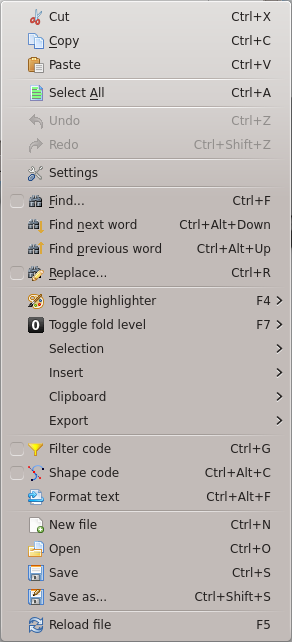 Cut Ctrl+X
Copy Ctrl+C
Paste Ctrl+V
Select All Ctrl+A
Undo Ctrl+Z
Redo Ctrl+Shift+Z
Settings
Find... Ctrl+F
Find next word Ctrl+Alt+Down
Find previous word Ctrl+Alt+Up
Replace... Ctrl+R
Toggle highlighter F4
0 Toggle fold level F7
Selection
Insert
Clipboard
Export
Filter code Ctrl+G
Shape code Ctrl+Alt+C
Format text Ctrl+Alt+F
New file Ctrl+N
Open Ctrl+O
Save Ctrl+S
Save as... Ctrl+Shift+S
Reload file F5